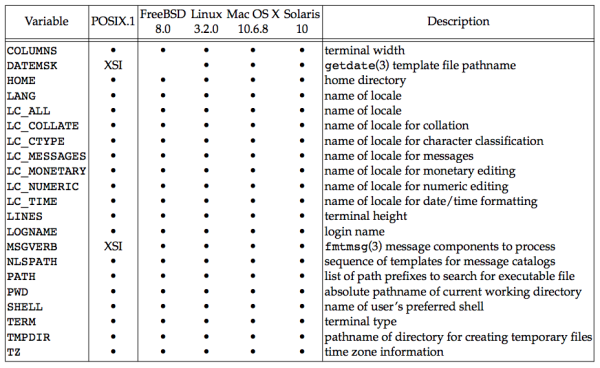 Variable POSIX.1 FreeBSD Linux Mac OS X Solaris Description
8.0 3.2.0 10.6.8 10
COLUMNS • • • • • terminal width
DATEMSK XSI • • • getdate(3) template file pathname
HOME • • • • • home directory
LANG • • • • • name of locale
LC_ALL • • • • • name of locale
LC_COLLATE • • • • • name of locale for collation
LC_CTYPE • • • • • name of locale for character classification
LC_MESSAGES • • • • • name of locale for messages
LC_MONETARY • • • • • name of locale for monetary editing
LC_NUMERIC • • • • • name of locale for numeric editing
LC_TIME • • • • • name of locale for date/time formatting
LINES • • • • • terminal height
LOGNAME • • • • • login name
MSGVERB XSI • • • • fmtmsg(3) message components to process
NLSPATH • • • • • sequence of templates for message catalogs
PATH • • • • • list of path prefixes to search for executable file
PWD • • • • • absolute pathname of current working directory
SHELL • • • • • name of user's preferred shell
TERM • • • • • terminal type
TMPDIR • • • • • pathname of directory for creating temporary files
TZ • • • • • time zone information